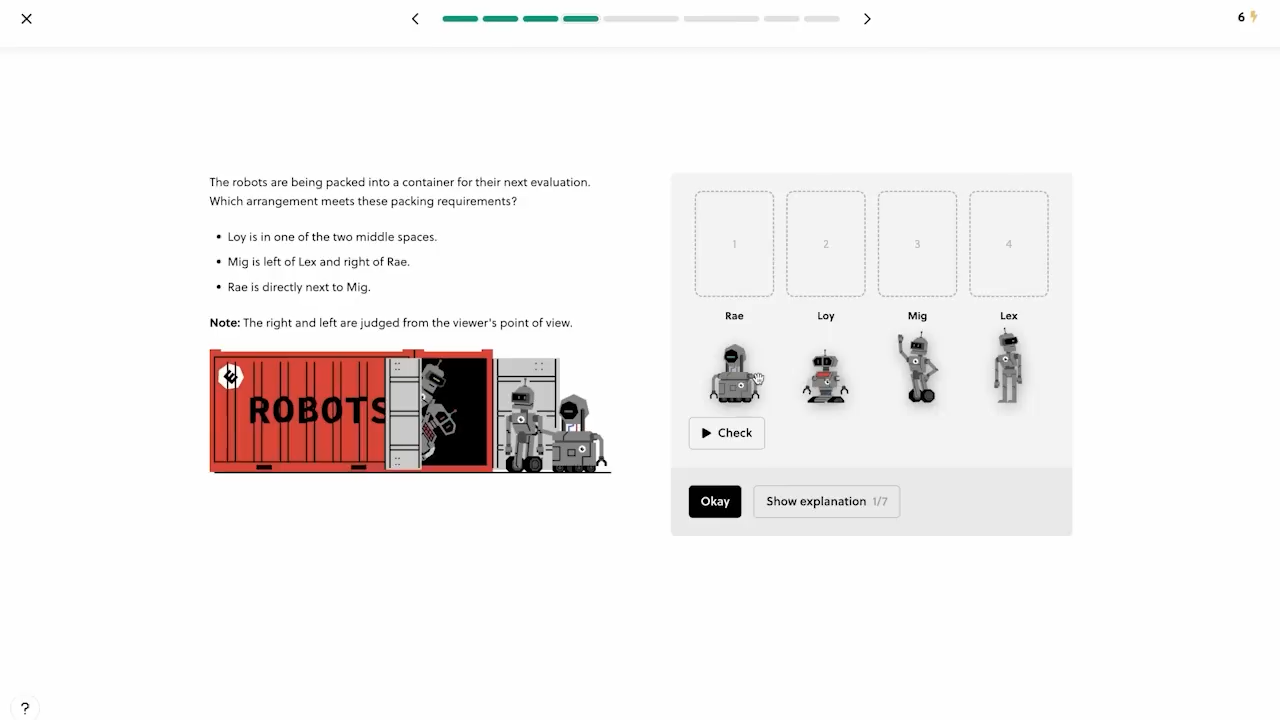 6
The robots are being packed into a container for their next evaluation.
Which arrangement meets these packing requirements?
• Loy is in one of the two middle spaces.
• Mig is left of Lex and right of Rae.
• Rae is directly next to Mig.
Note: The right and left are judged from the viewer's point of view.
E
ROBOTS
1 2 3 4
Rae Loy Mig Lex
Check
Okay Show explanation 1/7
?